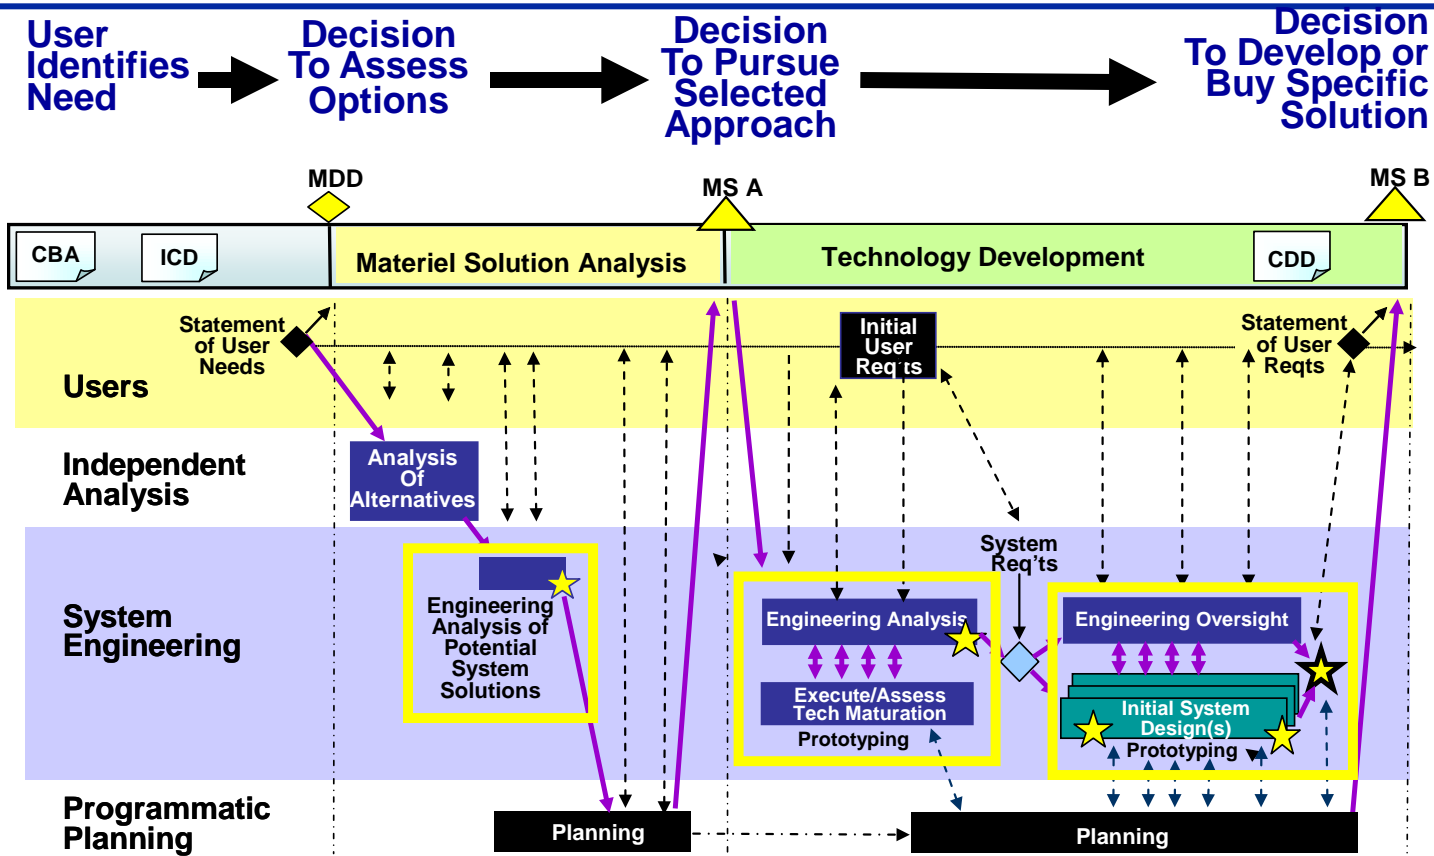 User
Identifies
Need
Decision
To Assess
Options
Decision
To Pursue
Selected
Approach
Decision
To Develop or
Buy Specific
Solution
MDD
MS A
MS B
CBA
ICD
Materiel Solution Analysis
Technology Development
CDD
Users
Statement
of User
Needs
Initial
User
Req'ts
Statement
of User
Reqts
Independent
Analysis
Analysis
Of
Alternatives
System
Engineering
Engineering
Analysis of
Potential
System
Solutions
Engineering Analysis
Execute/Assess
Tech Maturation
Prototyping
System
Req'ts
Engineering Oversight
Initial System
Design(s)
Prototyping
Programmatic
Planning
Planning
Planning